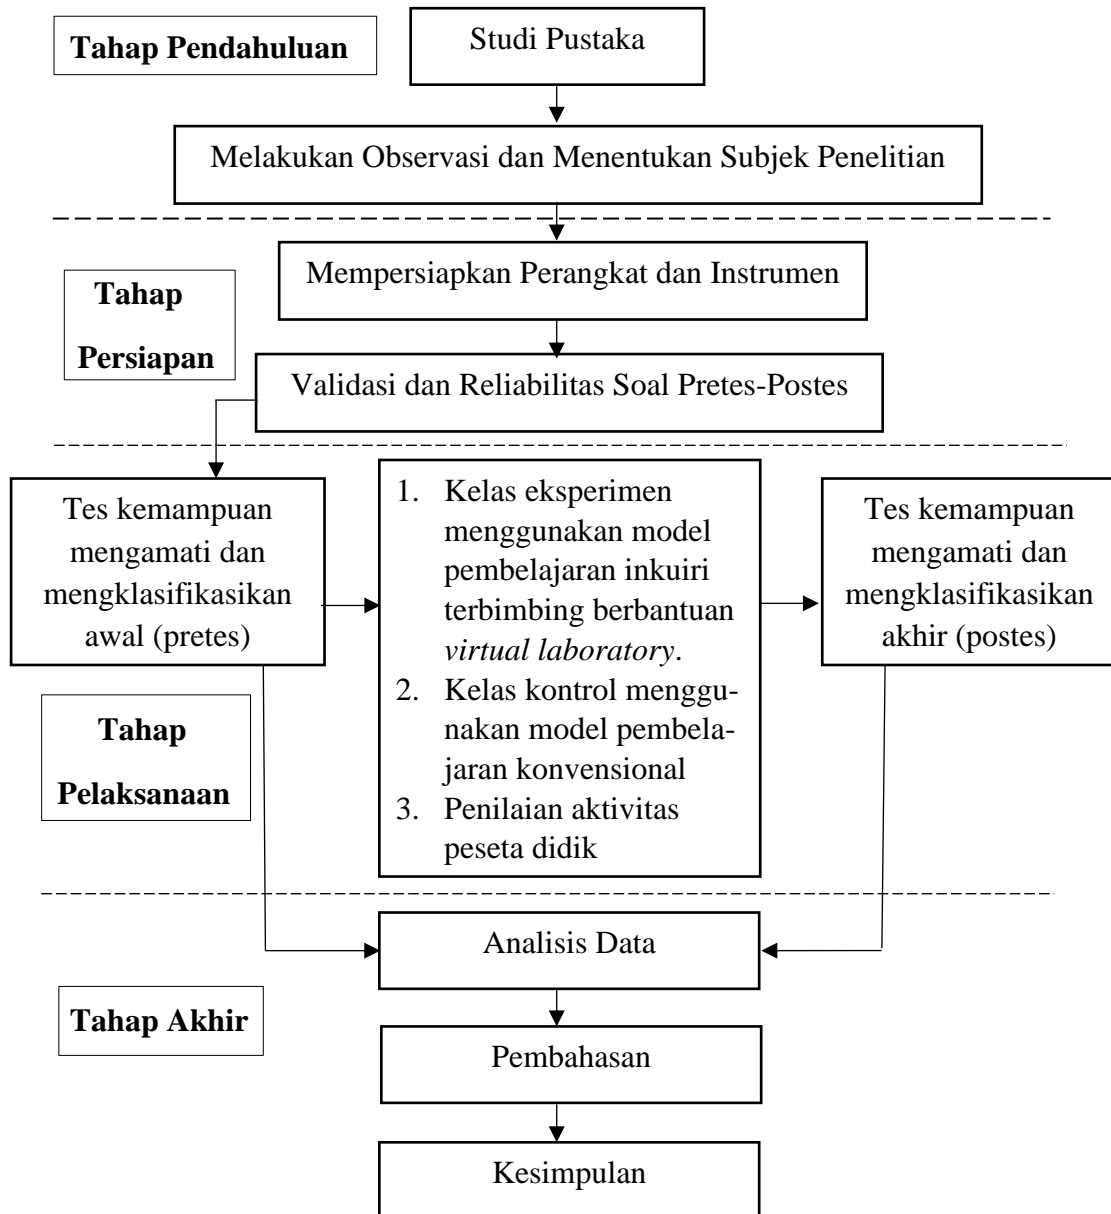 Tahap Pendahuluan
Studi Pustaka
Melakukan Observasi dan Menentukan Subjek Penelitian
Tahap
Persiapan
Mempersiapkan Perangkat dan Instrumen
Validasi dan Reliabilitas Soal Pretes-Postes
Tes kemampuan
mengamati dan
mengklasifikasikan
awal (pretes)
1. Kelas eksperimen
menggunakan model
pembelajaran inkuiri
terbimbing berbantuan
virtual laboratory.
2. Kelas kontrol menggu-
nakan model pembela-
jaran konvensional
3. Penilaian aktivitas
peseta didik
Tes kemampuan
mengamati dan
mengklasifikasikan
akhir (postes)
Tahap
Pelaksanaan
Analisis Data
Tahap Akhir
Pembahasan
Kesimpulan